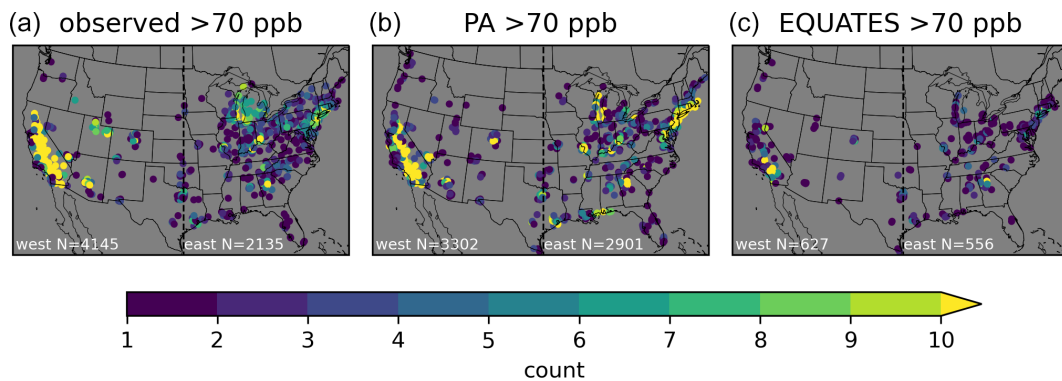 (a) observed >70 ppb
(b) PA >70 ppb
(c) EQUATES >70 ppb
west N=4145 east N=2135
west N=3302 east N=2901
west N=627 east N=556
1 2 3 4 5 6 7 8 9 10
count